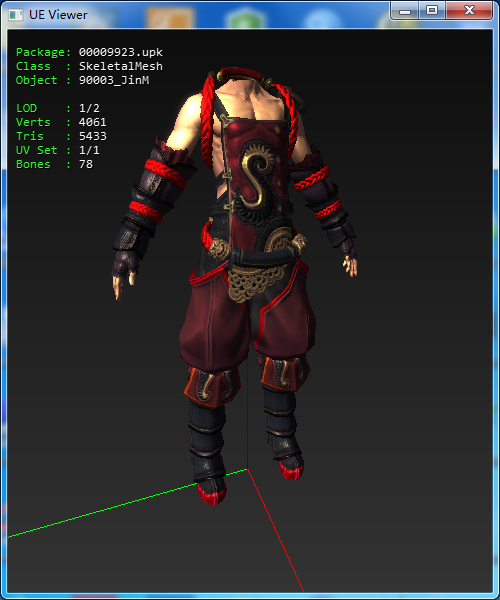 UE Viewer
Package: 00009923.upk
Class : SkeletalMesh
Object : 90003_JinM
LOD : 1/2
Verts : 4061
Tris : 5433
UV Set : 1/1
Bones : 78